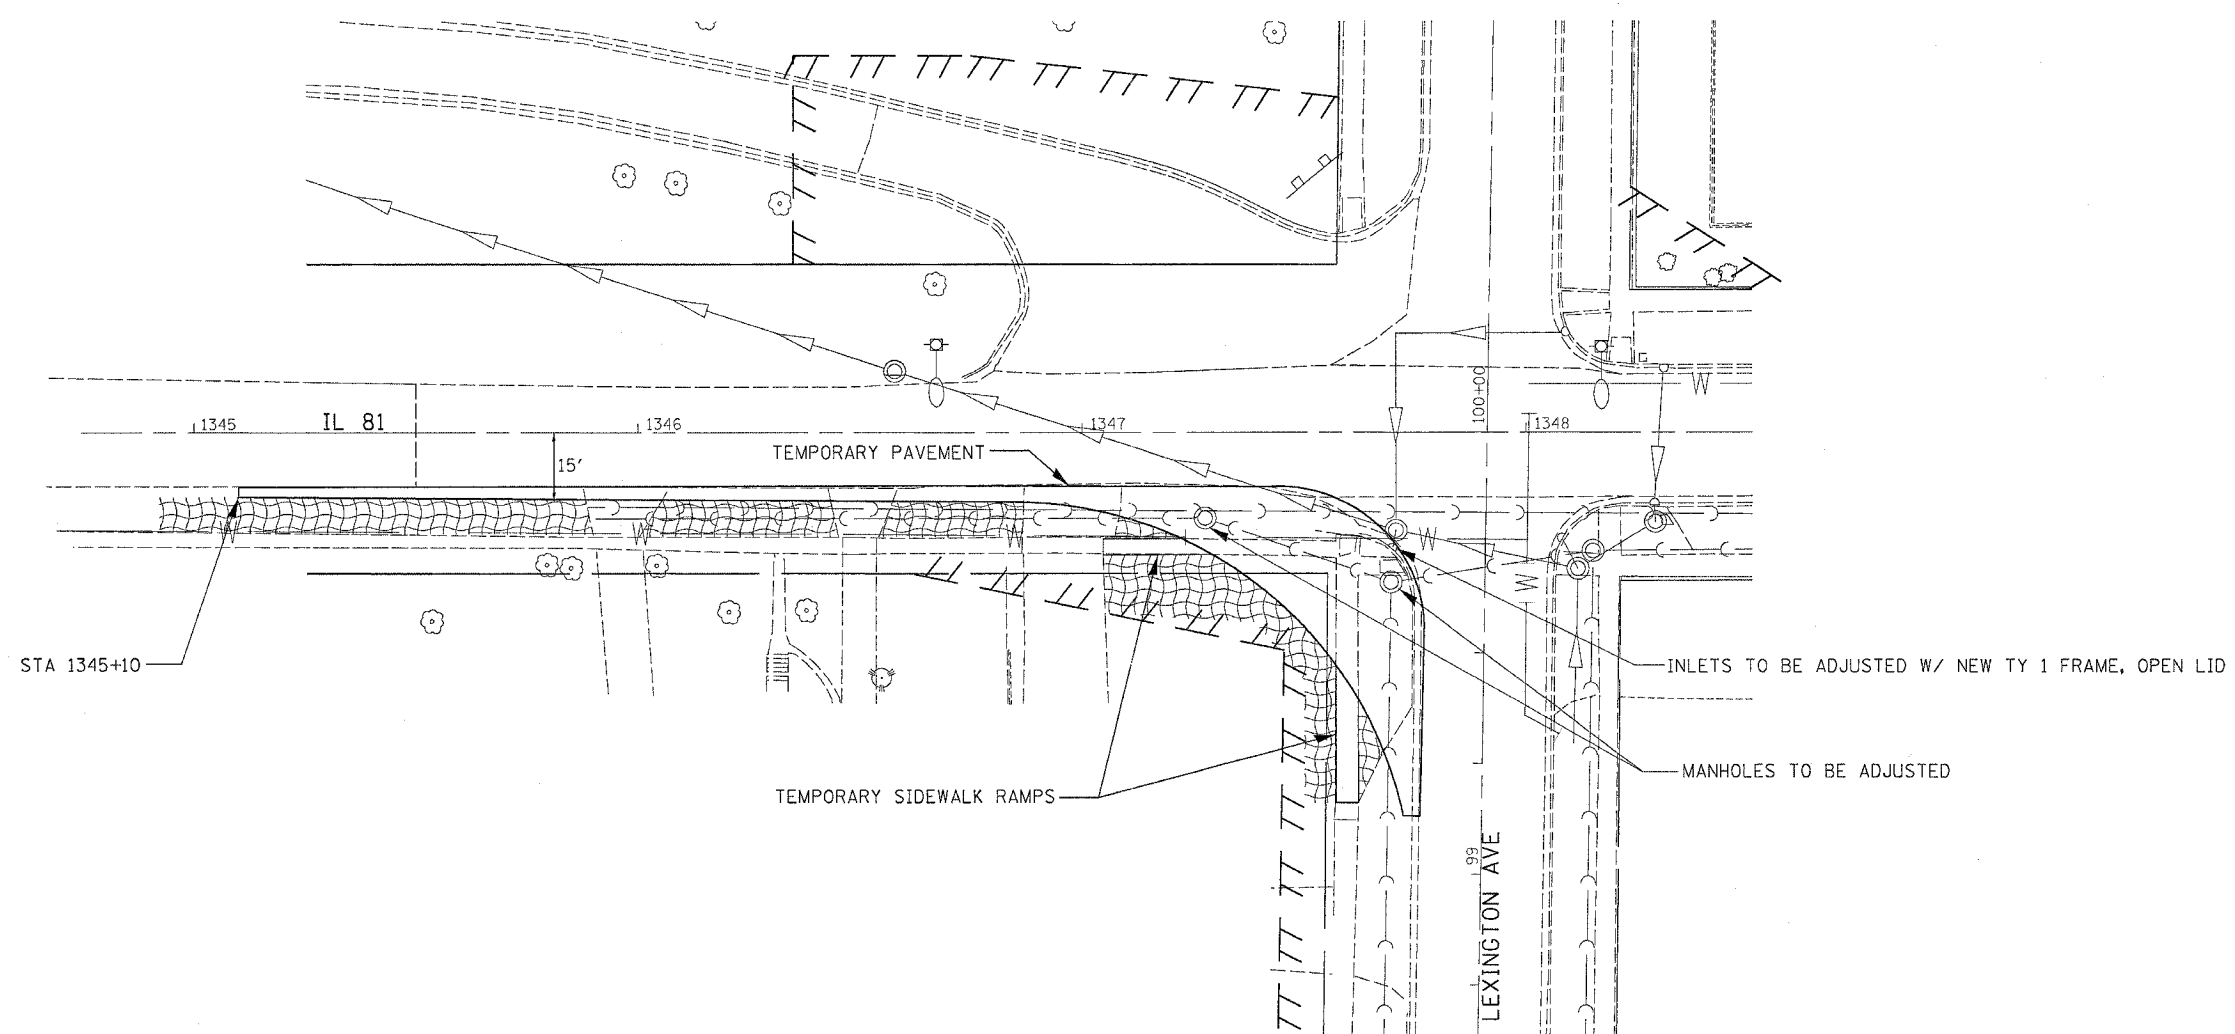 100+00
1345
IL 81
1346
1347
1348
TEMPORARY PAVEMENT
15'
W
W
W
W
W
W
STA 1345+10
INLETS TO BE ADJUSTED W/ NEW TY 1 FRAME, OPEN LID
MANHOLES TO BE ADJUSTED
TEMPORARY SIDEWALK RAMPS
99
LEXINGTON AVE